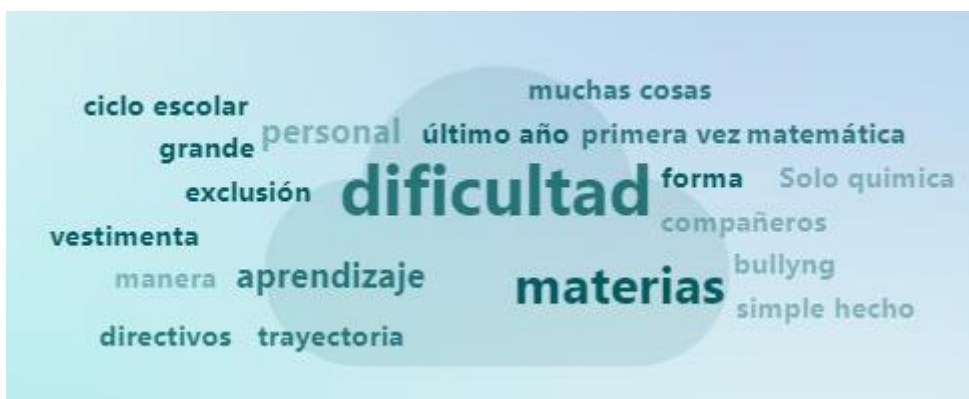 muchas cosas
ciclo escolar
personal último año primera vez matemática
grande
dificultad forma Solo quimica
exclusión
compañeros
vestimenta
bullyng
manera aprendizaje
materias
simple hecho
directivos trayectoria